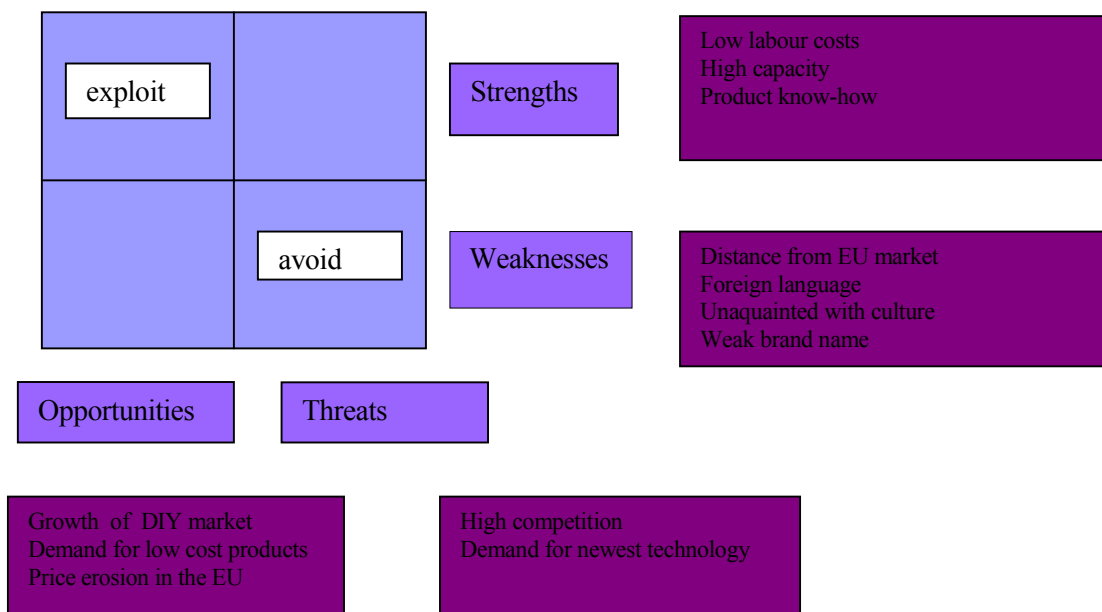 exploit
Strengths
Low labour costs
High capacity
Product know-how
avoid
Weaknesses
Distance from EU market
Foreign language
Unaquainted with culture
Weak brand name
Opportunities
Threats
Growth of DIY market
Demand for low cost products
Price erosion in the EU
High competition
Demand for newest technology